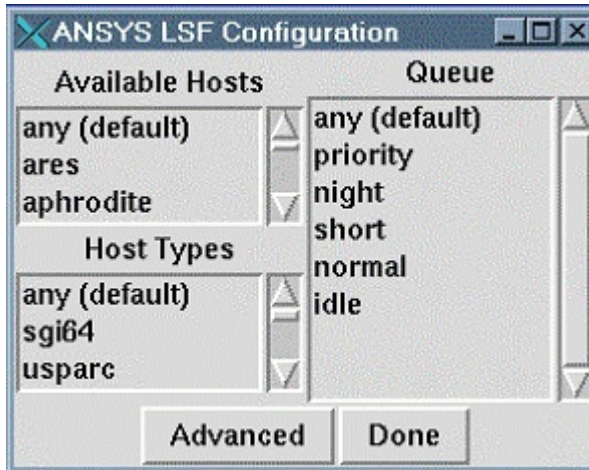 ANSYS LSF Configuration
Available Hosts
any (default)
ares
aphrodite
Host Types
any (default)
sgi64
usparc
Queue
any (default)
priority
night
short
normal
idle
Advanced
Done